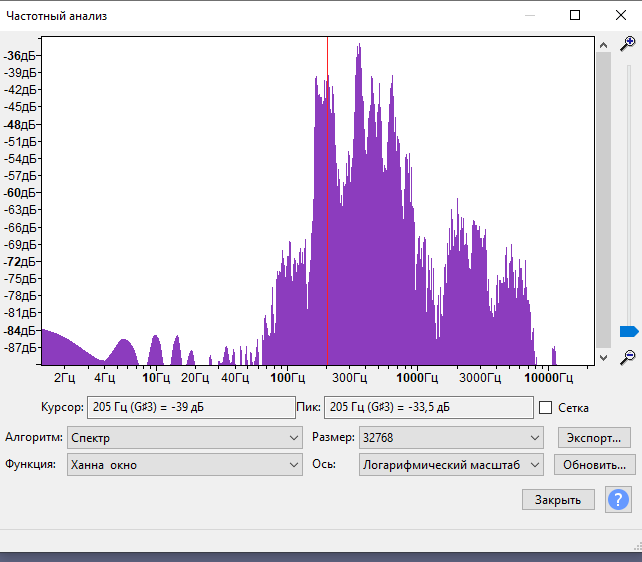 Частотный анализ
-36дБ
-39дБ
-42дБ
-45дБ
-48дБ
-51дБ
-54дБ
-57дБ
-60дБ
-63дБ
-66дБ
-69дБ
-72дБ
-75дБ
-78дБ
-81дБ
-84дБ
-87дБ
2Гц 4Гц 10Гц 20Гц 40Гц 100Гц 300Гц 1000Гц 3000Гц 10000Гц
Курсор: 205 Гц (G♯3) = -39 дБ Пик: 205 Гц (G♯3) = -33,5 дБ Сетка
Алгоритм: Спектр Размер: 32768 Экспорт...
Функция: Ханна окно Ось: Логарифмический масштаб Обновить...
Закрыть ?